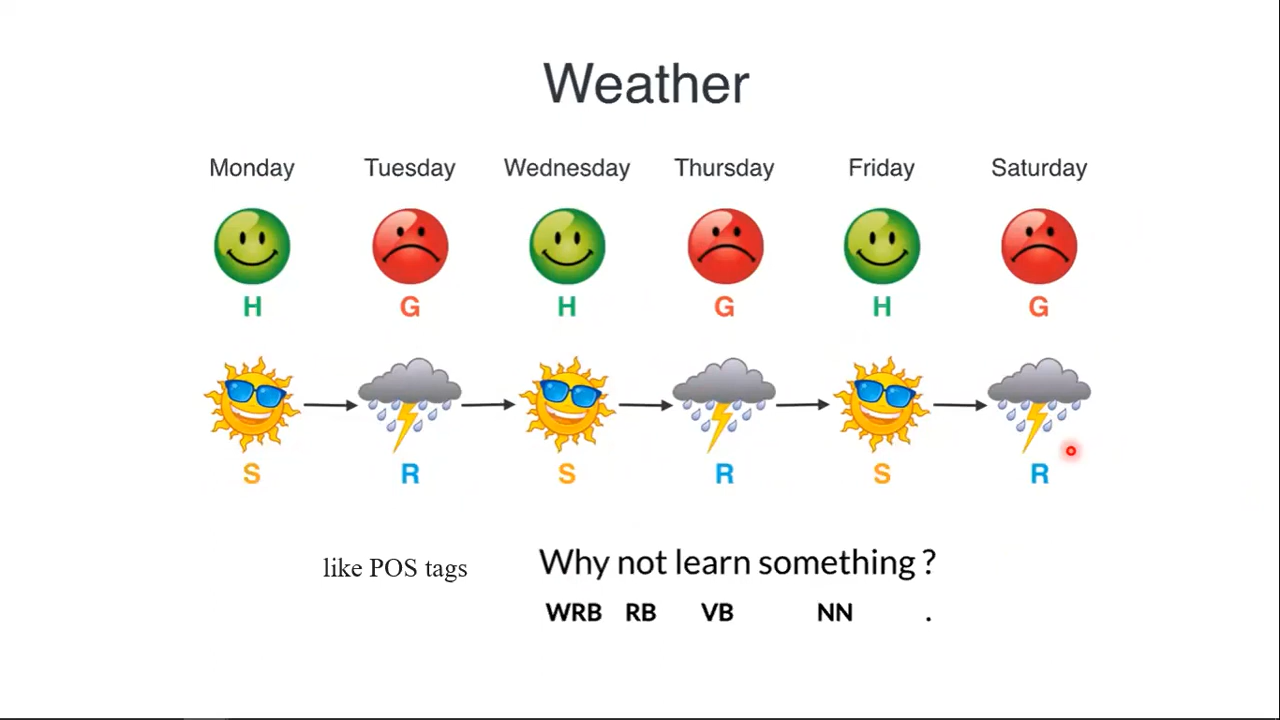 Weather
Monday Tuesday Wednesday Thursday Friday Saturday
H G H G H G
S R S R S R
like POS tags Why not learn something ?
WRB RB VB NN .